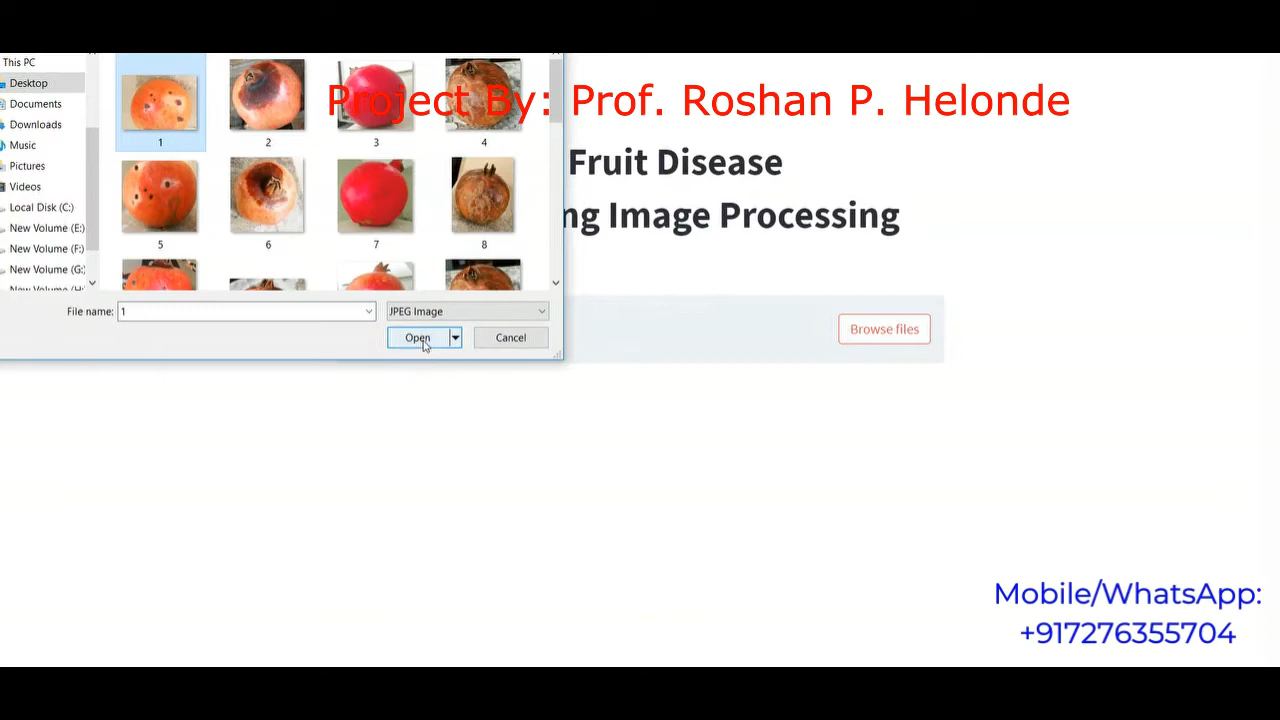 This PC
Desktop
Documents
Downloads
Music
Pictures
Videos
Local Disk (C:)
New Volume (E:)
New Volume (F:)
New Volume (G:)
1
2
3
4
5
6
7
8
File name:
1
JPEG Image
Open
Cancel
Project By: Prof. Roshan P. Helonde
Fruit Disease
ng Image Processing
Browse files
Mobile/WhatsApp:
+917276355704